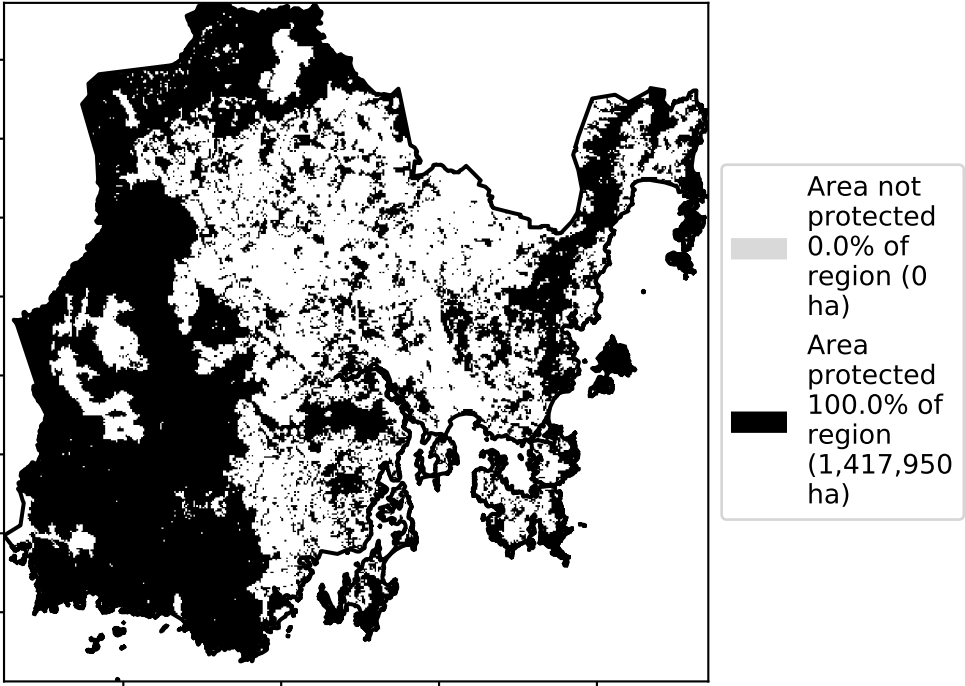 Area not
protected
0.0% of
region (0
ha)
Area
protected
100.0% of
region
(1,417,950
ha)